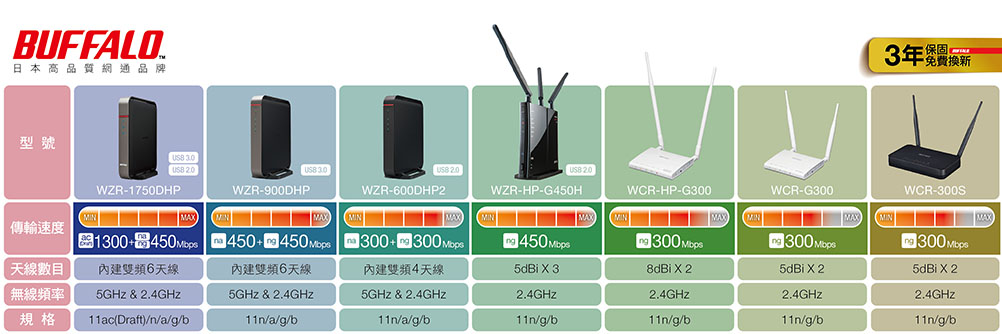 BUFFALO™
日本高品質網通品牌
3年 保固 BUFFALO
免費換新
型號
USB 3.0
USB 2.0
WZR-1750DHP
USB 3.0
WZR-900DHP
USB 2.0
WZR-600DHP2
USB 2.0
WZR-HP-G450H
WCR-HP-G300
WCR-G300
WCR-300S
傳輸速度
MIN MAX
MIN MAX
MIN MAX
MIN MAX
MIN MAX
MIN MAX
MIN MAX
ac Draft 1300+ na ng 450 Mbps
na 450+ ng 450 Mbps
na 300+ ng 300 Mbps
ng 450 Mbps
ng 300 Mbps
ng 300 Mbps
ng 300 Mbps
天線數目 內建雙頻6天線 內建雙頻6天線 內建雙頻4天線 5dBi X 3 8dBi X 2 5dBi X 2 5dBi X 2
無線頻率 5GHz & 2.4GHz 5GHz & 2.4GHz 5GHz & 2.4GHz 2.4GHz 2.4GHz 2.4GHz 2.4GHz
規格 11ac(Draft)/n/a/g/b 11n/a/g/b 11n/a/g/b 11n/g/b 11n/g/b 11n/g/b 11n/g/b